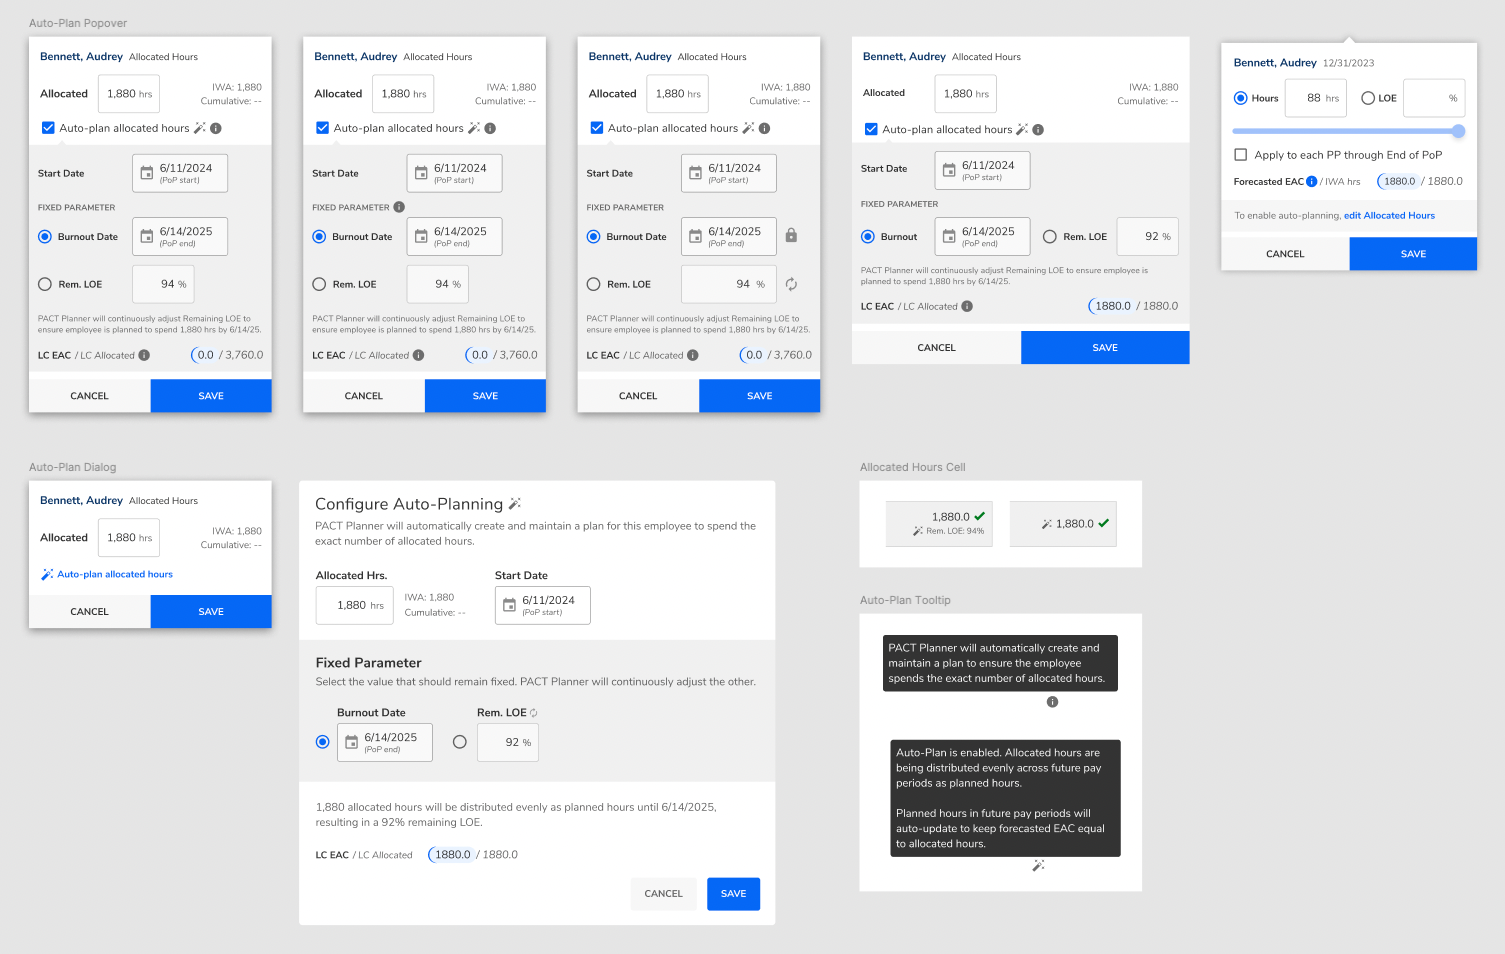 Auto-Plan Popover
Bennett, Audrey Allocated Hours
Allocated 1,880 hrs
IWA: 1,880
Cumulative: --
Auto-plan allocated hours
Start Date
6/11/2024
(PoP start)
FIXED PARAMETER
Burnout Date
6/14/2025
(PoP end)
Rem. LOE 94 %
PACT Planner will continuously adjust Remaining LOE to
ensure employee is planned to spend 1,880 hrs by 6/14/25.
LC EAC / LC Allocated 0.0 / 3,760.0
CANCEL SAVE
Bennett, Audrey Allocated Hours
Allocated 1,880 hrs
IWA: 1,880
Cumulative: --
Auto-plan allocated hours
Start Date
6/11/2024
(PoP start)
FIXED PARAMETER
Burnout Date
6/14/2025
(PoP end)
Rem. LOE 94 %
PACT Planner will continuously adjust Remaining LOE to
ensure employee is planned to spend 1,880 hrs by 6/14/25.
LC EAC / LC Allocated 0.0 / 3,760.0
CANCEL SAVE
Bennett, Audrey Allocated Hours
Allocated 1,880 hrs
IWA: 1,880
Cumulative: --
Auto-plan allocated hours
Start Date
6/11/2024
(PoP start)
FIXED PARAMETER
Burnout Date
6/14/2025
(PoP end)
Rem. LOE 94 %
PACT Planner will continuously adjust Remaining LOE to
ensure employee is planned to spend 1,880 hrs by 6/14/25.
LC EAC / LC Allocated 0.0 / 3,760.0
CANCEL SAVE
Bennett, Audrey Allocated Hours
Allocated 1,880 hrs
IWA: 1,880
Cumulative: --
Auto-plan allocated hours
Start Date
6/11/2024
(PoP start)
FIXED PARAMETER
Burnout
6/14/2025
(PoP end)
Rem. LOE 92 %
PACT Planner will continuously adjust Remaining LOE to ensure employee is
planned to spend 1,880 hrs by 6/14/25.
LC EAC / LC Allocated 1880.0 / 1880.0
CANCEL SAVE
Bennett, Audrey 12/31/2023
Hours 88 hrs LOE %
Apply to each PP through End of PoP
Forecasted EAC / IWA hrs 1880.0 / 1880.0
To enable auto-planning, edit Allocated Hours
CANCEL SAVE
Auto-Plan Dialog
Bennett, Audrey Allocated Hours
Allocated 1,880 hrs
IWA: 1,880
Cumulative: --
Auto-plan allocated hours
CANCEL SAVE
Configure Auto-Planning
PACT Planner will automatically create and maintain a plan for this employee to spend the
exact number of allocated hours.
Allocated Hrs. Start Date
1,880 hrs
IWA: 1,880
Cumulative: --
6/11/2024
(PoP start)
Fixed Parameter
Select the value that should remain fixed. PACT Planner will continuously adjust the other.
Burnout Date Rem. LOE
6/14/2025
(PoP end)
92 %
1,880 allocated hours will be distributed evenly as planned hours until 6/14/2025,
resulting in a 92% remaining LOE.
LC EAC / LC Allocated 1880.0 / 1880.0
CANCEL SAVE
Allocated Hours Cell
1,880.0
Rem. LOE: 94%
1,880.0
Auto-Plan Tooltip
PACT Planner will automatically create and
maintain a plan to ensure the employee
spends the exact number of allocated hours.
Auto-Plan is enabled. Allocated hours are
being distributed evenly across future pay
periods as planned hours.
Planned hours in future pay periods will
auto-update to keep forecasted EAC equal
to allocated hours.